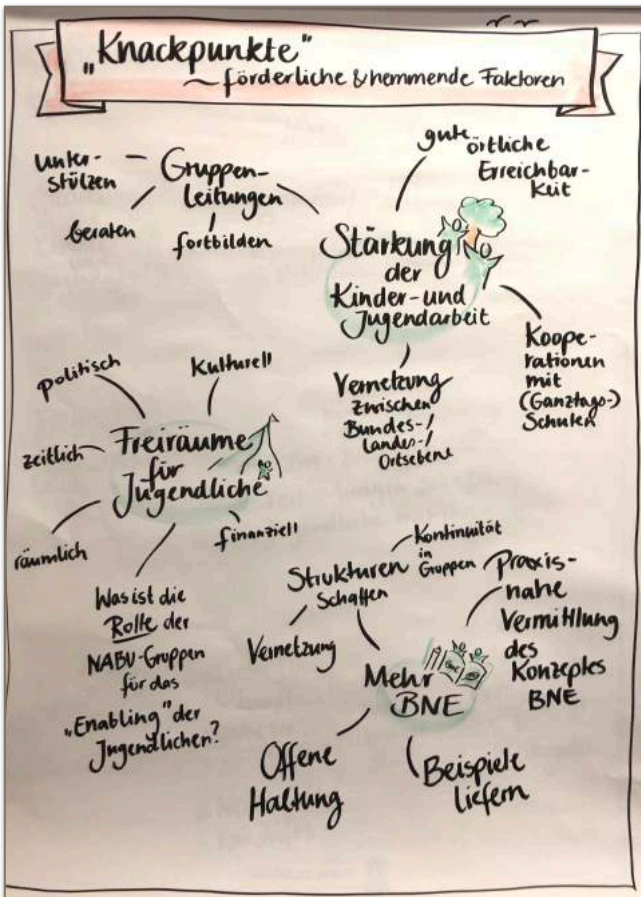 „Knackpunkte"
~ förderliche & hemmende Faktoren
Unter-
stützen
beraten
Gruppen-
leitungen
fortbilden
gute örtliche
Erreichbar-
keit
Stärkung
der
Kinder- und
Jugendarbeit
Koope-
rationen
mit
(Ganztags-)
Schulen
Vernetzung
zwischen
Bundes-/
Landes-/
Ortsebene
politisch
kulturell
zeitlich
Freiräume
für
Jugendliche
räumlich
finanziell
Was ist die
Rolle der
NABU-Gruppen
für das
„Enabling" der
Jugendlichen?
Strukturen
schaffen
Kontinuität
in
Gruppen
Vernetzung
Mehr
BNE
Praxis-
nahe
Vermittlung
des
Konzeptes
BNE
Offene
Haltung
Beispiele
liefern